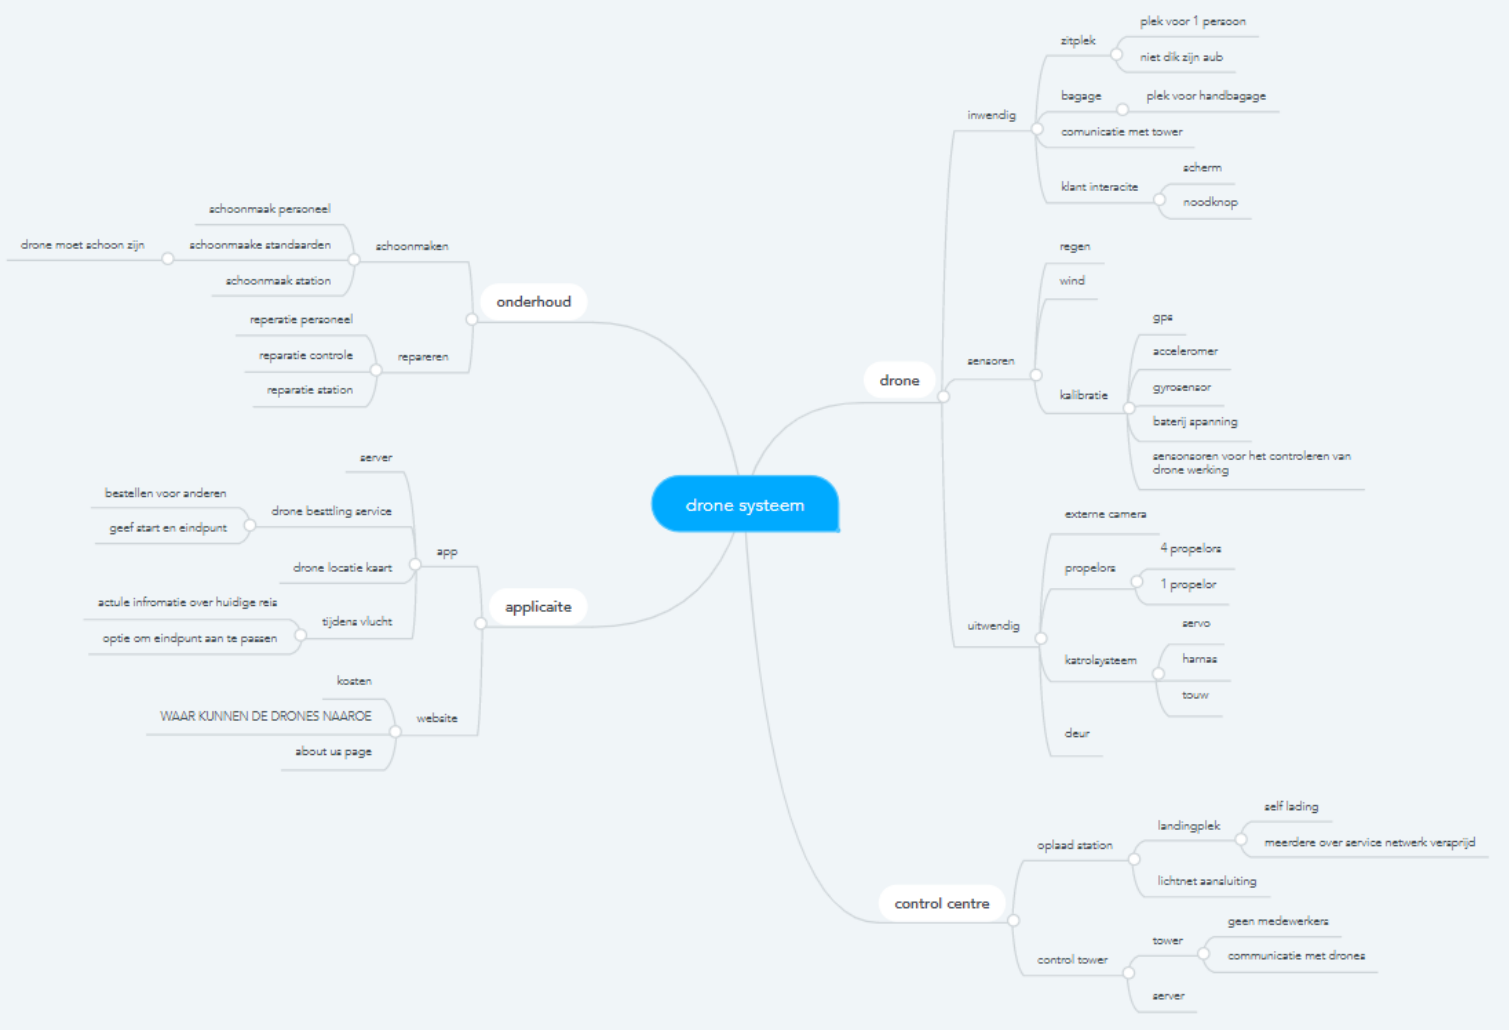 drone systeem
onderhoud
schoonmaken
schoonmaak personeel
schoonmaake standaarden
drone moet schoon zijn
schoonmaak station
repareren
reperatie personeel
reparatie controle
reparatie station
applicaite
app
server
drone besttling service
bestellen voor anderen
geef start en eindpunt
drone locatie kaart
tijdens vlucht
actule infromatie over huidige reis
optie om eindpunt aan te passen
website
kosten
WAAR KUNNEN DE DRONES NAAROE
about us page
drone
inwendig
zitplek
plek voor 1 persoon
niet dik zijn aub
bagage
plek voor handbagage
comunicatie met tower
klant interacite
scherm
noodknop
sensoren
regen
wind
kalibratie
gps
acceleromer
gyrosensor
baterij spanning
sensonsoren voor het controleren van
drone werking
uitwendig
externe camera
propelors
4 propelors
1 propelor
katrolsysteem
servo
harnas
touw
deur
control centre
oplaad station
landingplek
self lading
meerdere over service netwerk versprijd
lichtnet aansluiting
control tower
tower
geen medewerkers
communicatie met drones
server